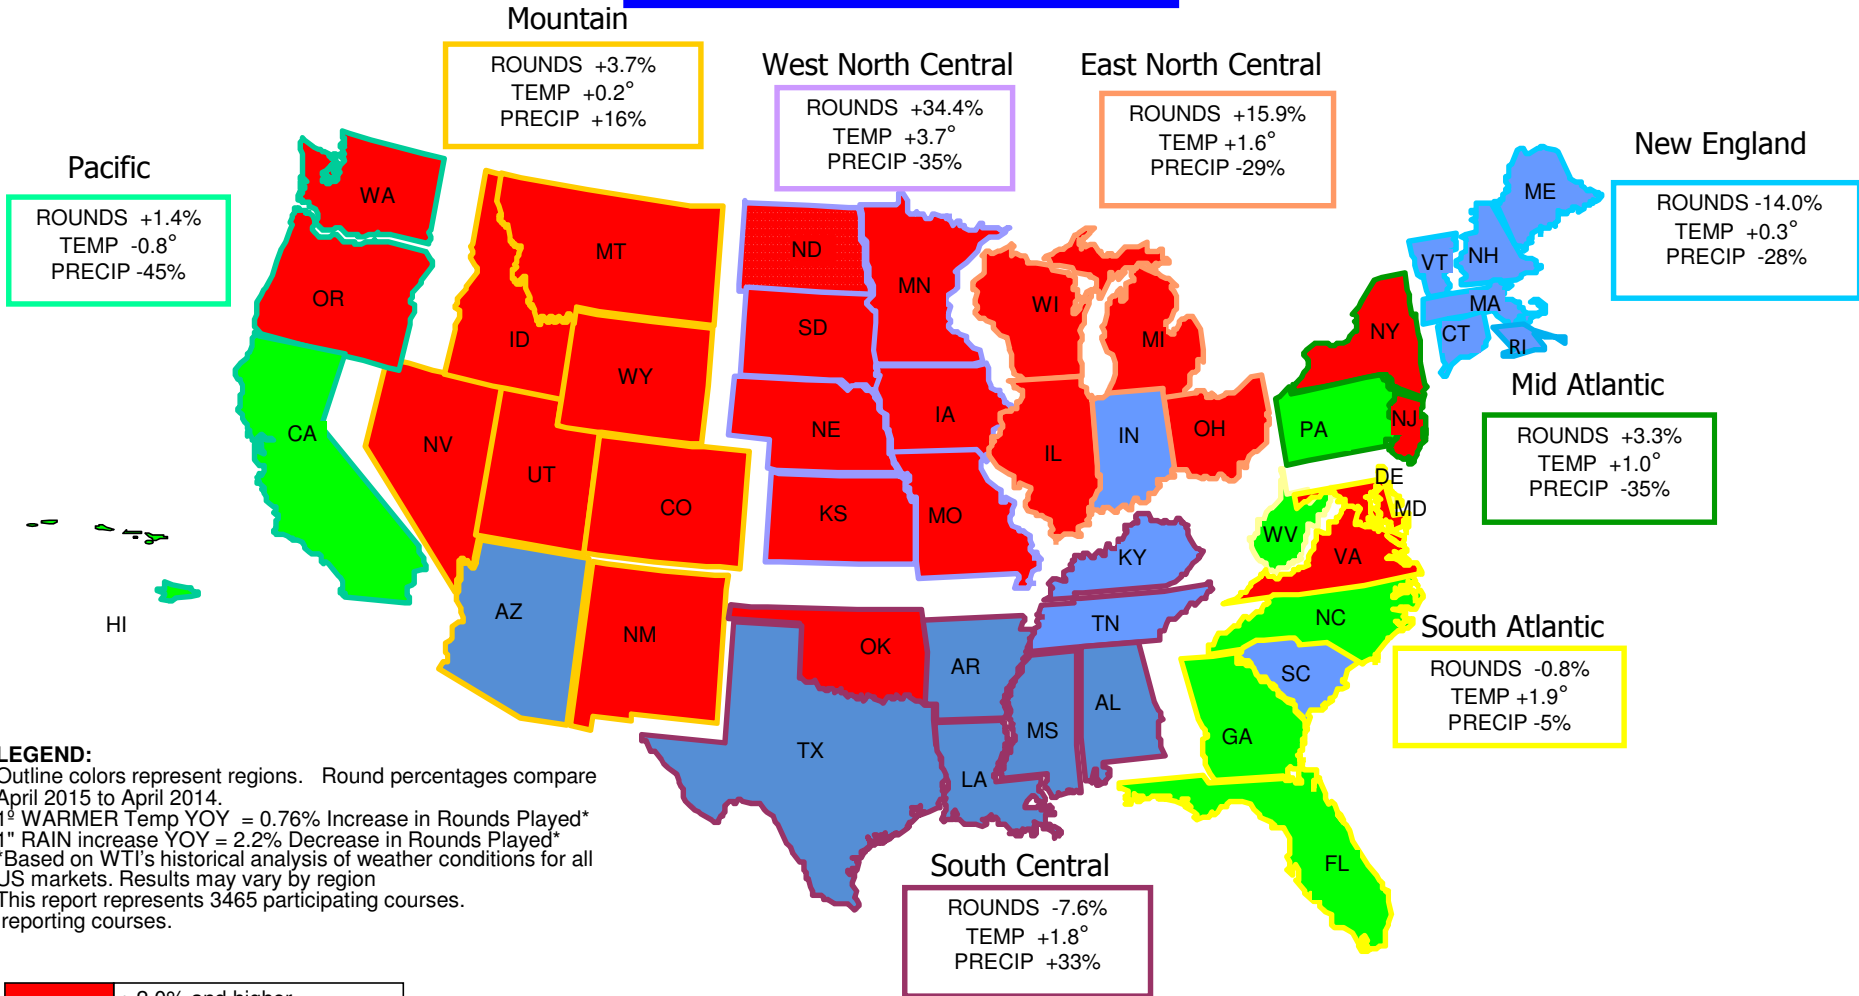 Mountain
ROUNDS +3.7%
TEMP +0.2°
PRECIP +16%
West North Central
ROUNDS +34.4%
TEMP +3.7°
PRECIP -35%
East North Central
ROUNDS +15.9%
TEMP +1.6°
PRECIP -29%
New England
ROUNDS -14.0%
TEMP +0.3°
PRECIP -28%
Pacific
ROUNDS +1.4%
TEMP -0.8°
PRECIP -45%
Mid Atlantic
ROUNDS +3.3%
TEMP +1.0°
PRECIP -35%
South Atlantic
ROUNDS -0.8%
TEMP +1.9°
PRECIP -5%
South Central
ROUNDS -7.6%
TEMP +1.8°
PRECIP +33%
WA
OR
CA
HI
MT
ID
WY
NV
UT
CO
AZ
NM
ND
SD
NE
KS
MN
IA
MO
WI
MI
IL
IN
OH
KY
TN
OK
AR
TX
LA
MS
AL
ME
VT
NH
MA
CT
RI
NY
PA
NJ
DE
MD
WV
VA
NC
SC
GA
FL
LEGEND:
Outline colors represent regions. Round percentages compare
April 2015 to April 2014.
1º WARMER Temp YOY = 0.76% Increase in Rounds Played*
1" RAIN increase YOY = 2.2% Decrease in Rounds Played*
*Based on WTI's historical analysis of weather conditions for all
US markets. Results may vary by region
This report represents 3465 participating courses.
reporting courses.
2.0% and higher